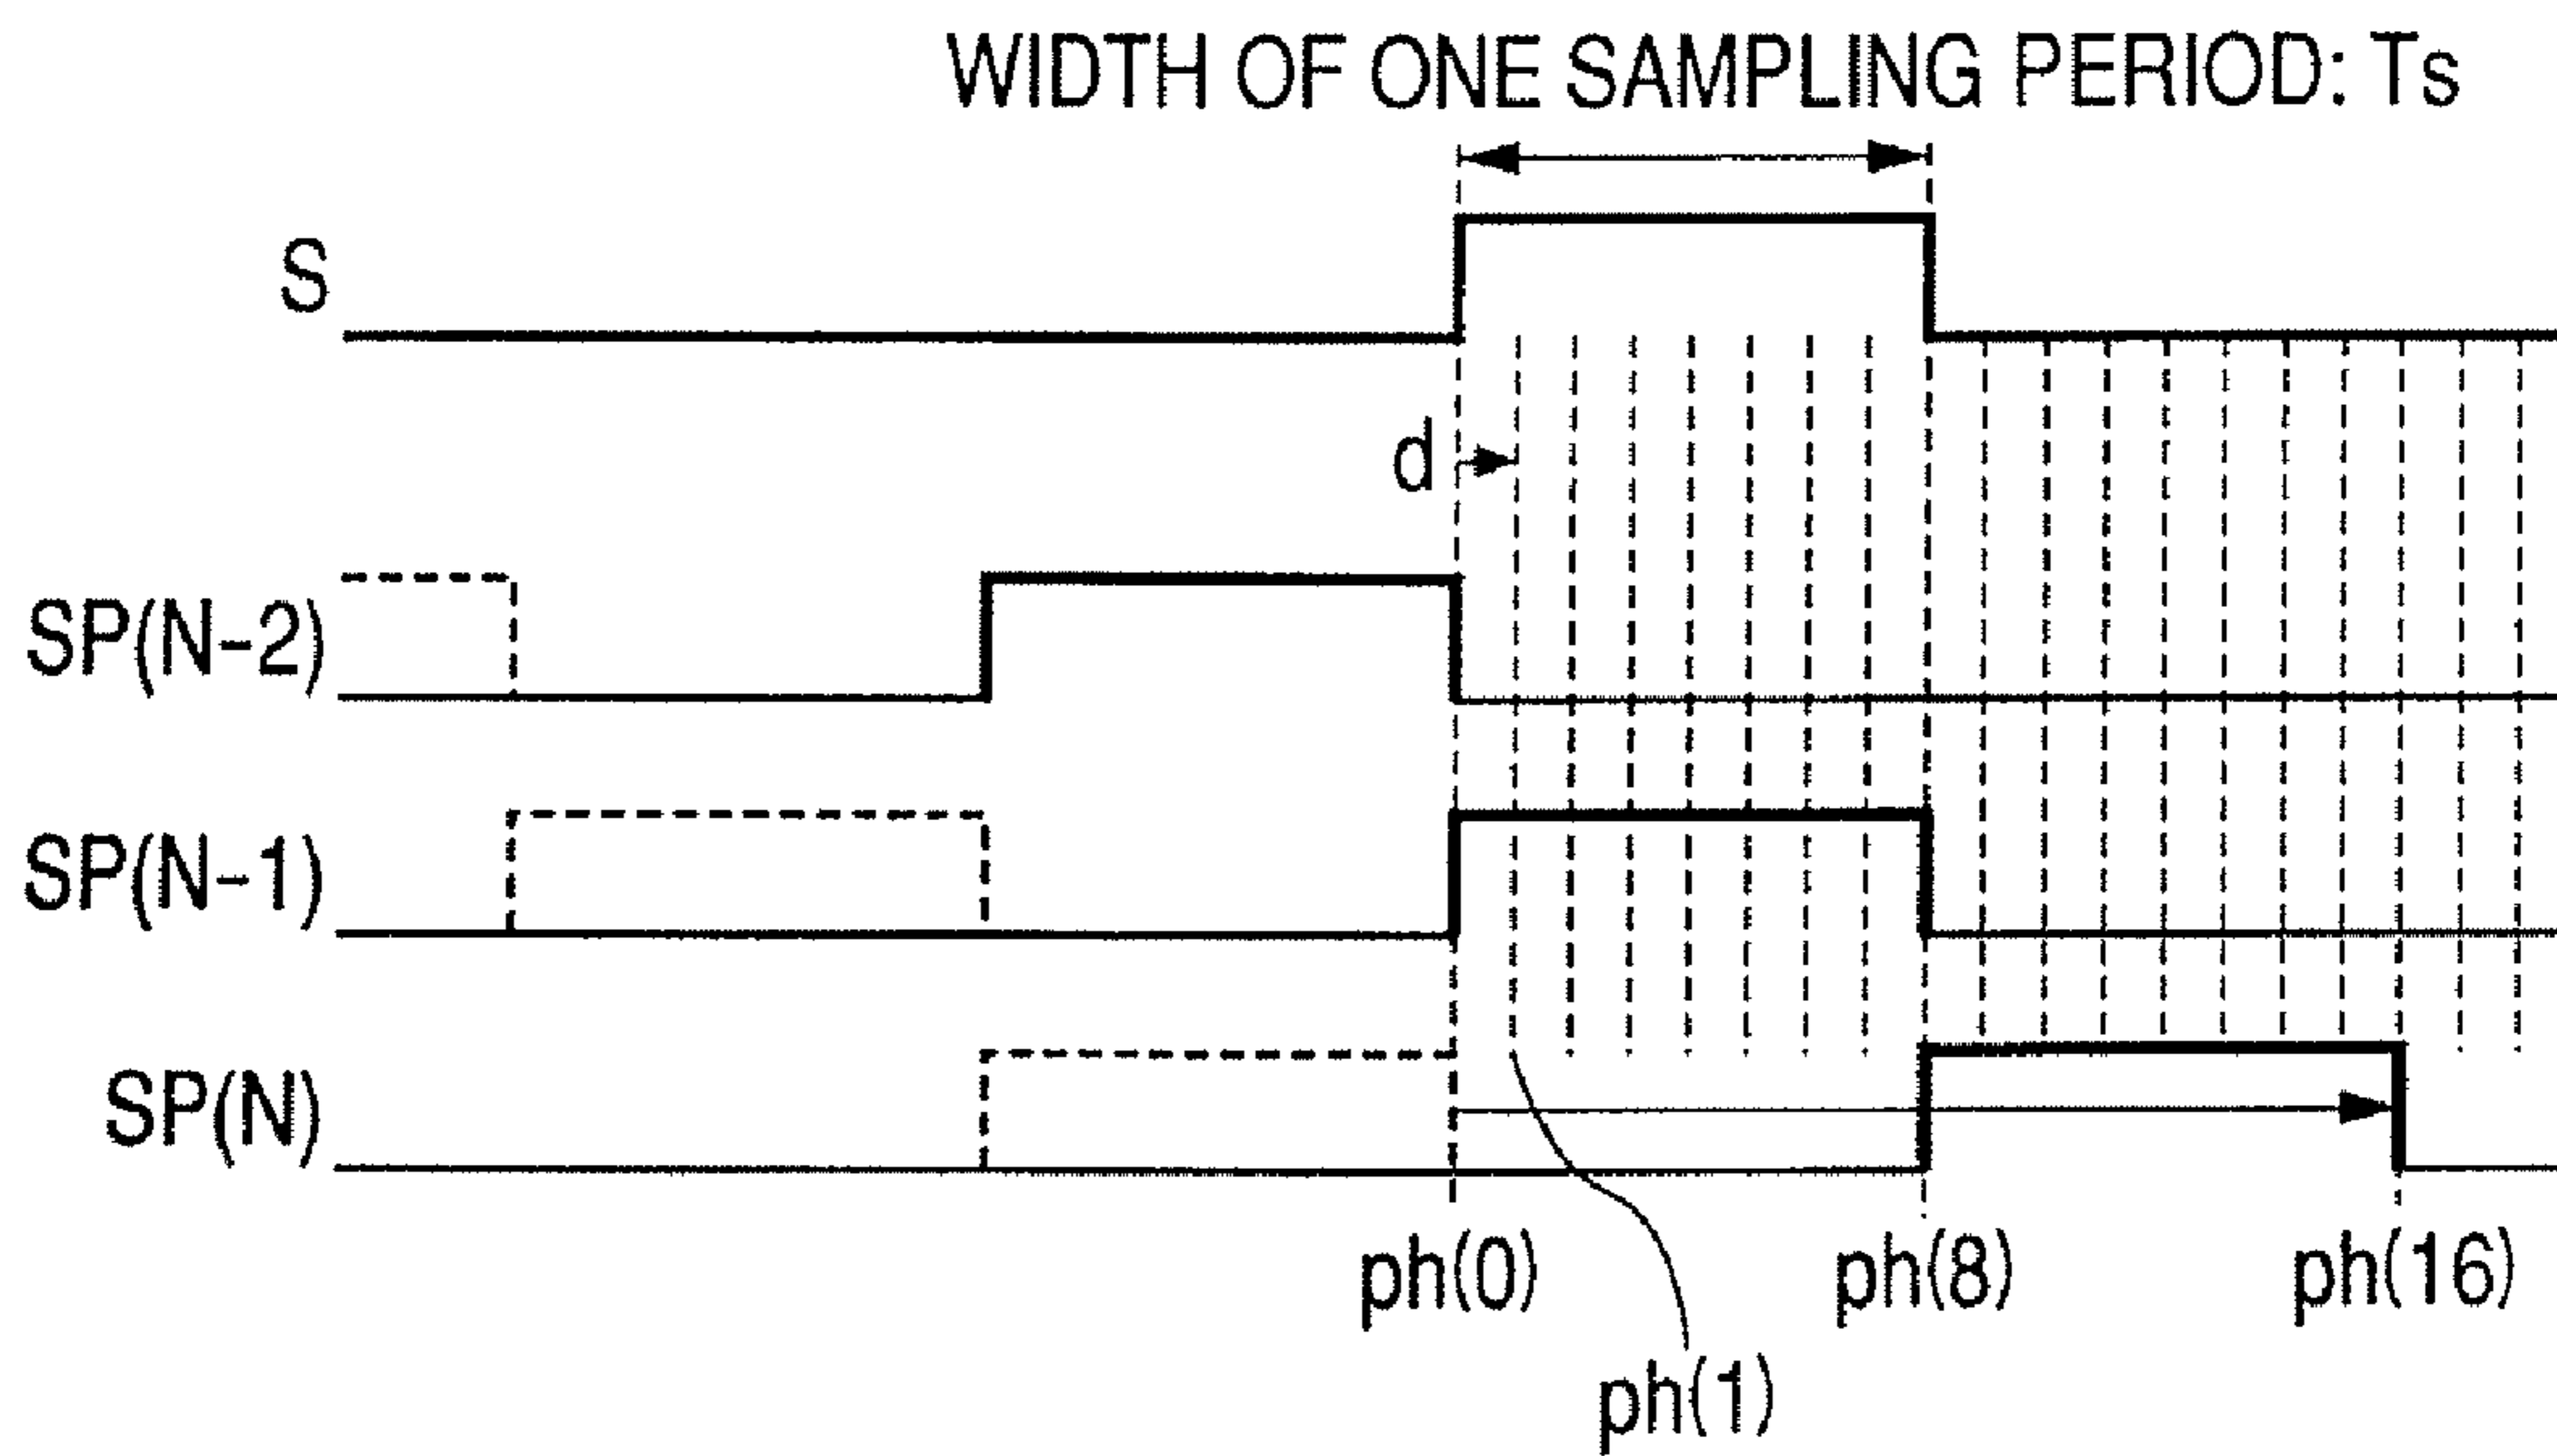 WIDTH OF ONE SAMPLING PERIOD: Ts
S
d
SP(N-2)
SP(N-1)
SP(N)
ph(0) ph(8) ph(16)
ph(1)